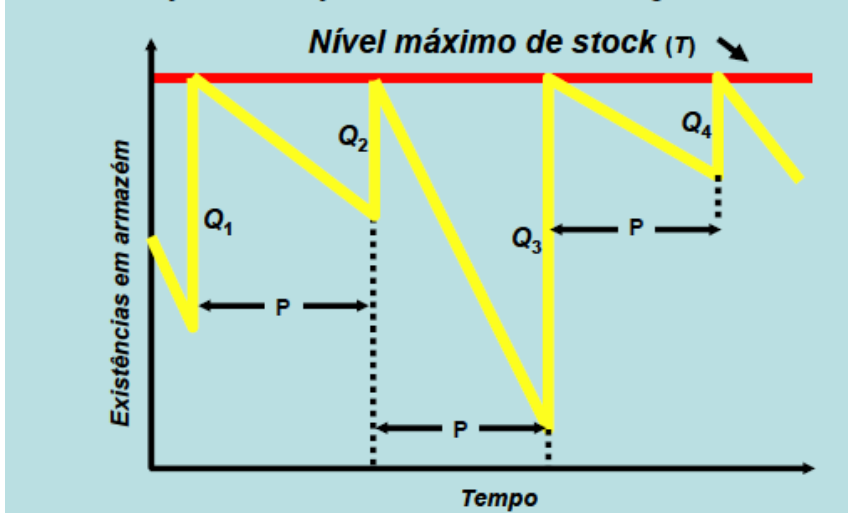 Nível máximo de stock (T)
Existências em armazém
Q1
Q2
Q3
Q4
P
P
P
Tempo